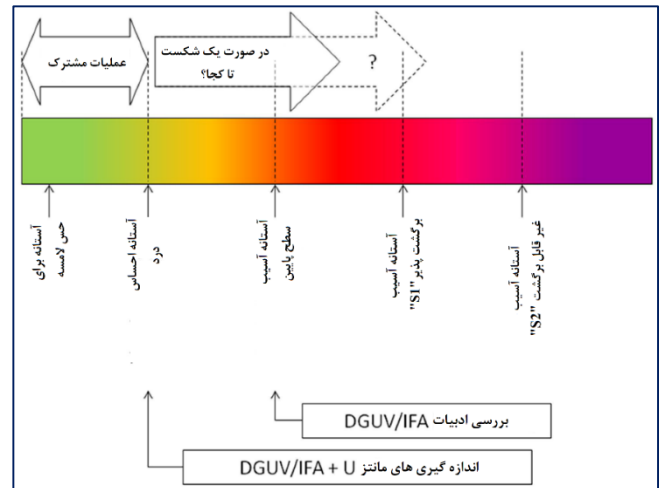 عملیات مشترک
در صورت یک شکست
تا کجا؟
?
آستانه برای
حس لامسه
آستانه احساس
درد
آستانه آسیب
سطح پایین
آستانه آسیب
برگشت پذیر "S1"
آستانه آسیب
غیر قابل برگشت "S2"
بررسی ادبیات DGUV/IFA
اندازه گیری های مانتز DGUV/IFA + U